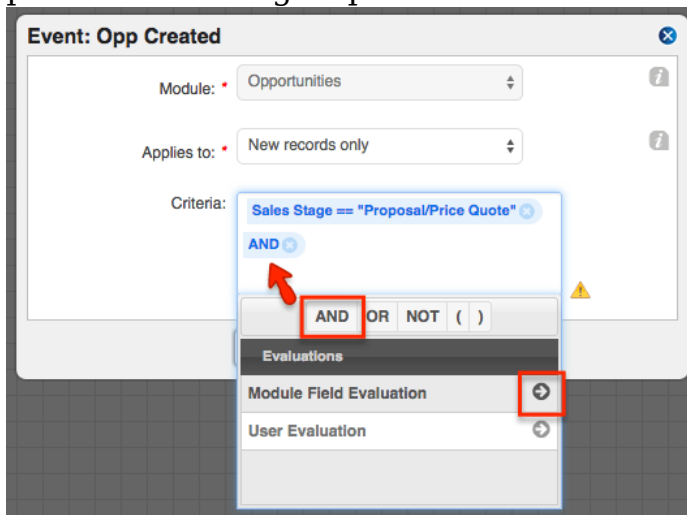 Event: Opp Created
Module: * Opportunities
Applies to: * New records only
Criteria: Sales Stage == "Proposal/Price Quote"
AND
AND OR NOT ( )
Evaluations
Module Field Evaluation
User Evaluation